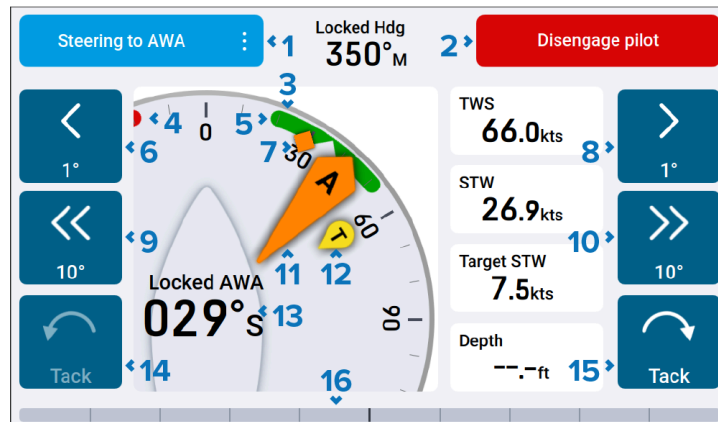 Steering to AWA
1
Locked Hdg
350°M
2
Disengage pilot
3
4
0
5
6
7
30
1°
A
60
T
9
10°
11
12
Locked AWA
029°S
13
90
Tack
14
16
TWS
66.0kts
8
1°
STW
26.9kts
10
10°
Target STW
7.5kts
Depth
--.-ft
15
Tack